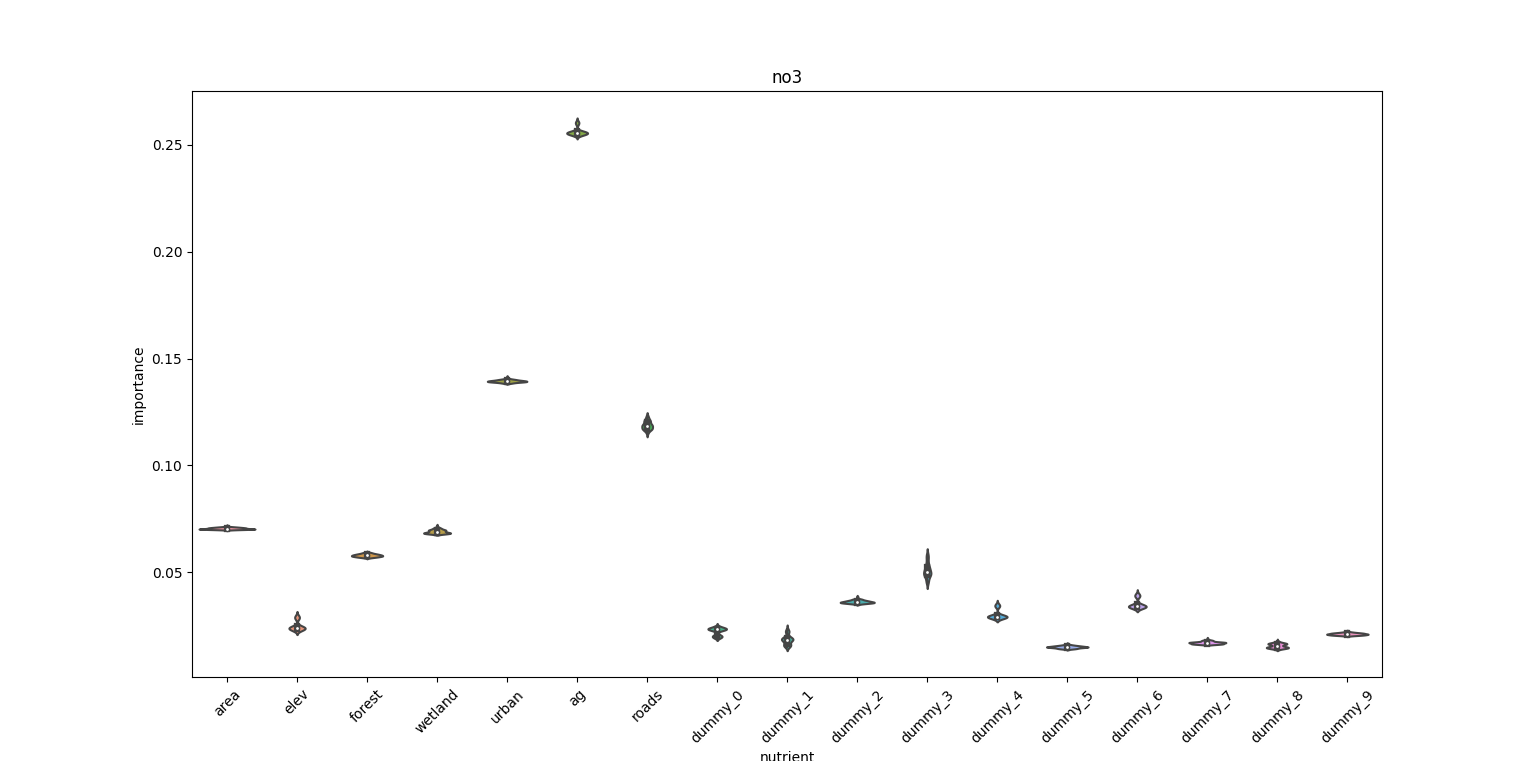 no3
0.25
0.20
0.15
0.10
0.05
importance
area
elev
forest
wetland
urban
ag
roads
dummy_0
dummy_1
dummy_2
dummy_3
dummy_4
dummy_5
dummy_6
dummy_7
dummy_8
dummy_9
nutrient